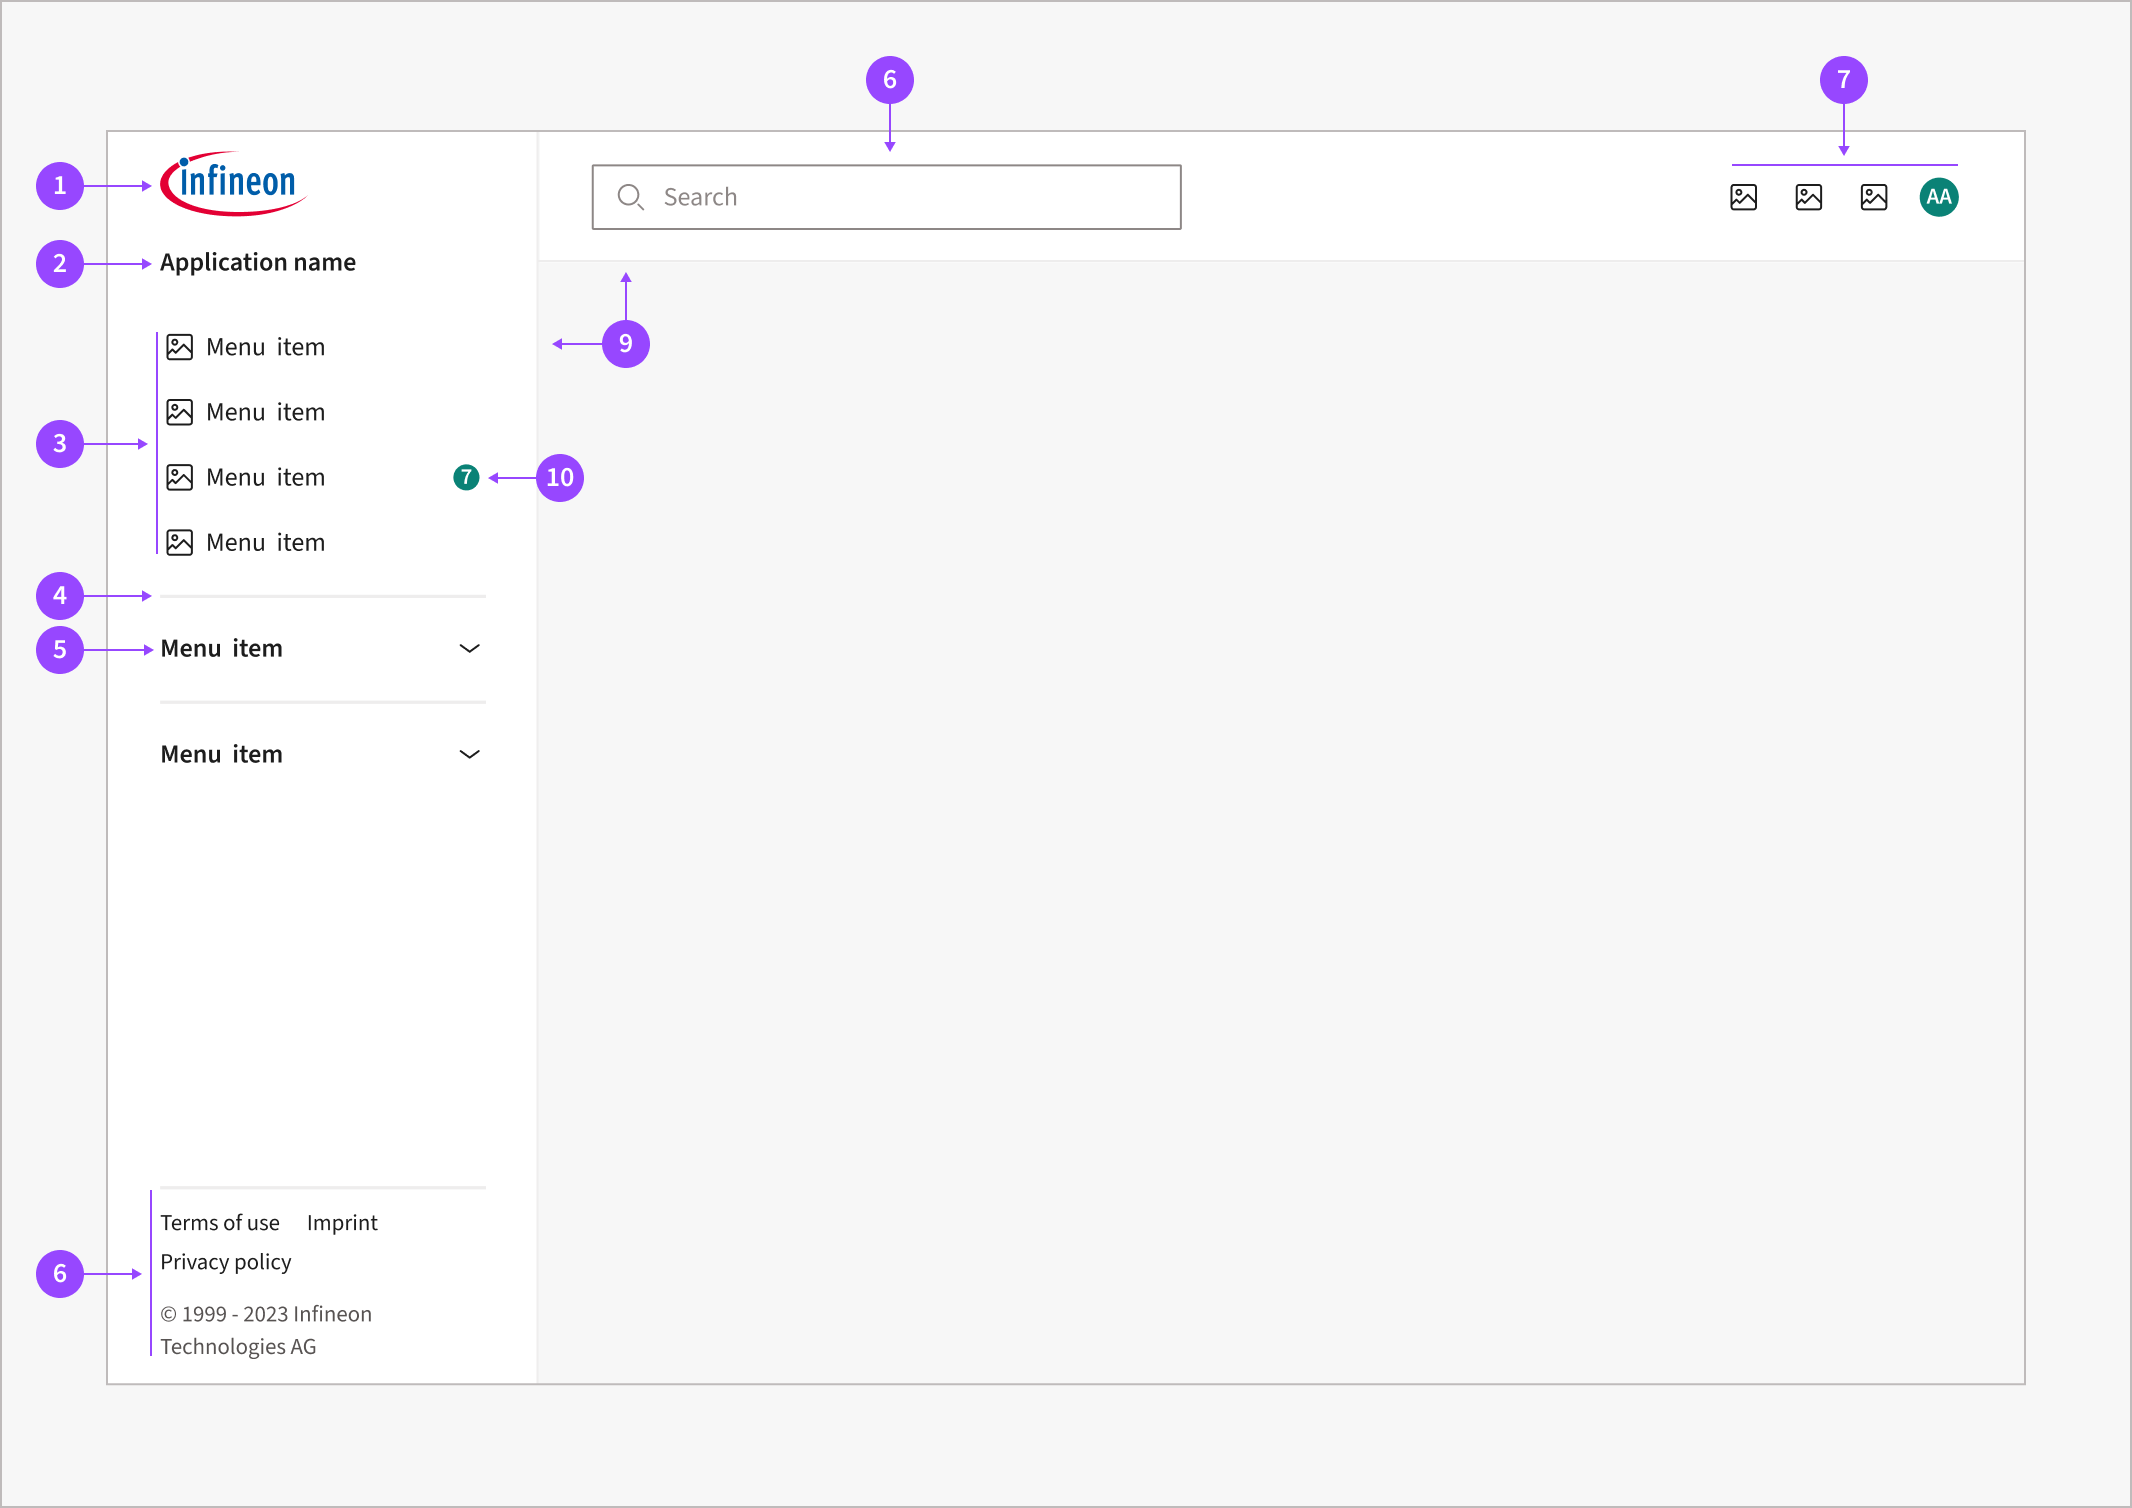 6
7
1
infineon
Search
AA
2
Application name
Menu item
9
Menu item
3
Menu item
7
10
Menu item
4
5
Menu item
Menu item
Terms of use Imprint
Privacy policy
6
© 1999 - 2023 Infineon
Technologies AG